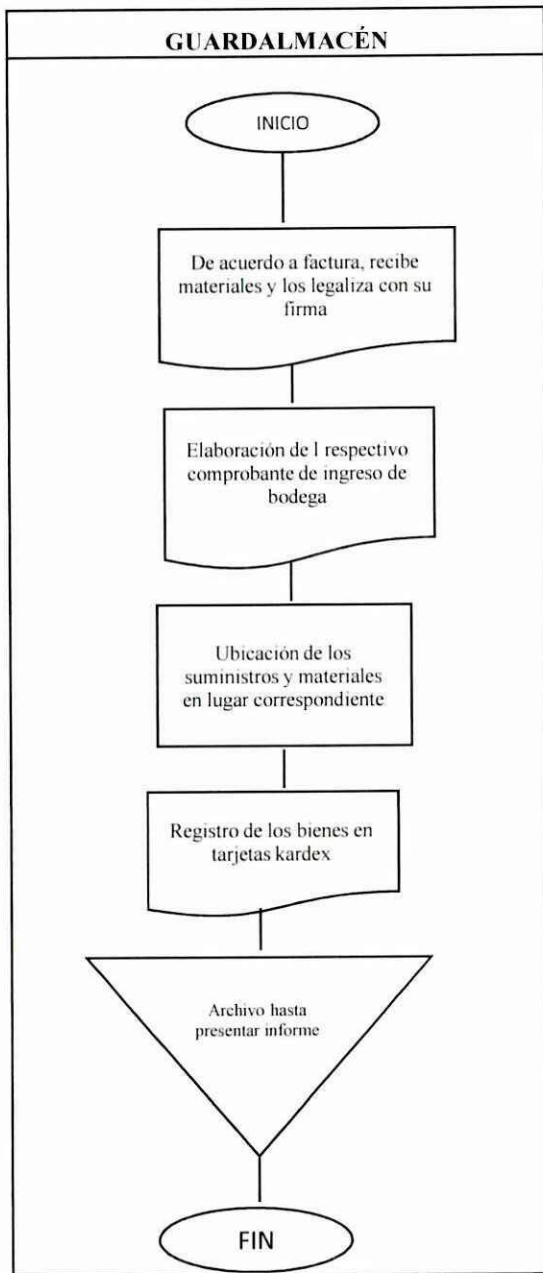 GUARDALMACÉN
INICIO
De acuerdo a factura, recibe
materiales y los legaliza con su
firma
Elaboración de l respectivo
comprobante de ingreso de
bodega
Ubicación de los
suministros y materiales
en lugar correspondiente
Registro de los bienes en
tarjetas kardex
Archivo hasta
presentar informe
FIN